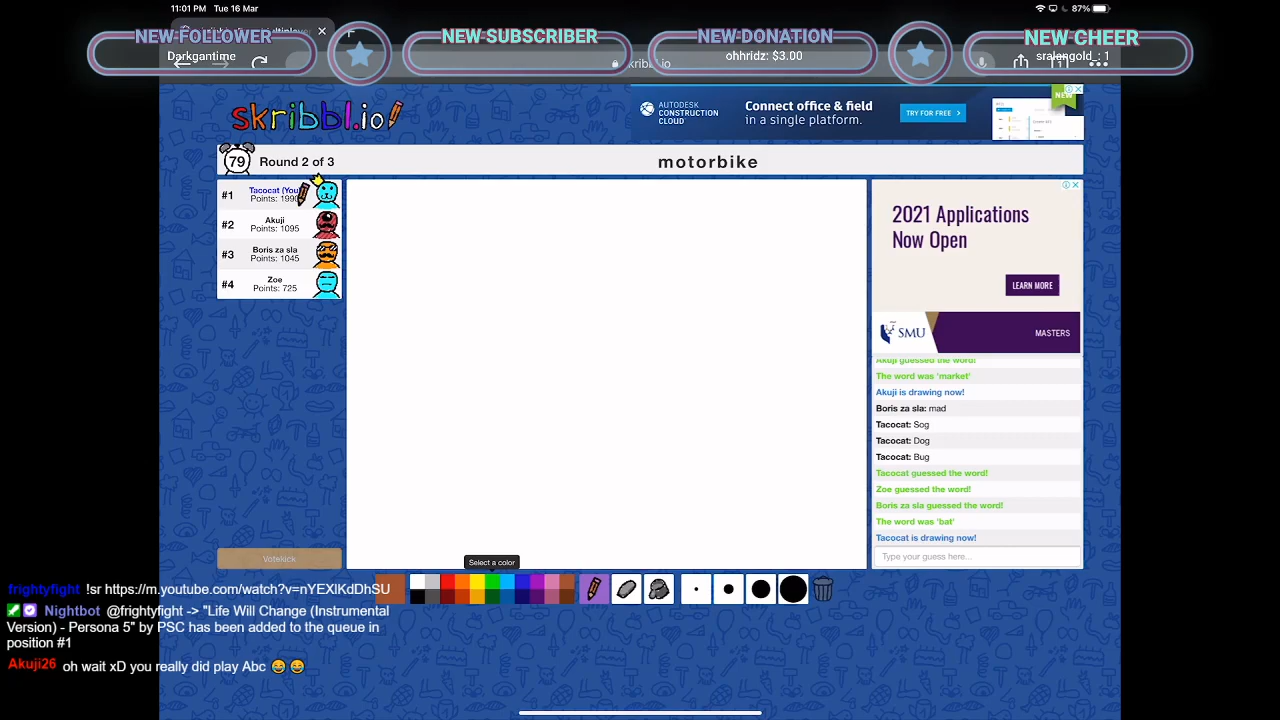 11:01 PM Tue 16 Mar
87%
NEW FOLLOWER
Darkgantime
NEW SUBSCRIBER
NEW DONATION
ohhridz: $3.00
NEW CHEER
skribbl.io
AUTODESK
CONSTRUCTION
CLOUD
Connect office & field
in a single platform.
TRY FOR FREE >
NEW
79
Round 2 of 3
motorbike
#1
Tacocat (You
Points: 1990
#2
Akuji
Points: 1095
#3
Boris za sla
Points: 1045
#4
Zoe
Points: 725
2021 Applications
Now Open
LEARN MORE
SMU
MASTERS
Akuji guessed the word!
The word was 'market'
Akuji is drawing now!
Boris za sla: mad
Tacocat: Sog
Tacocat: Dog
Tacocat: Bug
Tacocat guessed the word!
Zoe guessed the word!
Boris za sla guessed the word!
The word was 'bat'
Tacocat is drawing now!
Type your guess here...
Votekick
Select a color
frightyfight !sr https://m.youtube.com/watch?v=nYEXlKdDhSU
Nightbot @frightyfight -> "Life Will Change (Instrumental
Version) - Persona 5" by PSC has been added to the queue in
position #1
Akuji26 oh wait xD you really did play Abc 😂 😂